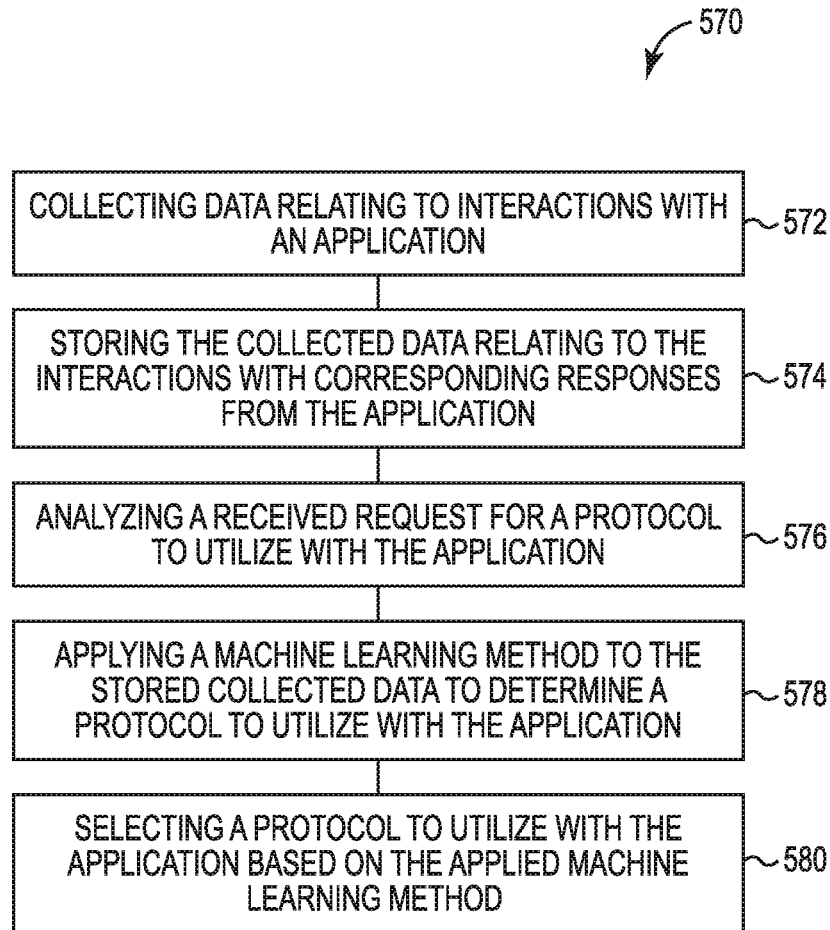 570
COLLECTING DATA RELATING TO INTERACTIONS WITH
AN APPLICATION
572
STORING THE COLLECTED DATA RELATING TO THE
INTERACTIONS WITH CORRESPONDING RESPONSES
FROM THE APPLICATION
574
ANALYZING A RECEIVED REQUEST FOR A PROTOCOL
TO UTILIZE WITH THE APPLICATION
576
APPLYING A MACHINE LEARNING METHOD TO THE
STORED COLLECTED DATA TO DETERMINE A
PROTOCOL TO UTILIZE WITH THE APPLICATION
578
SELECTING A PROTOCOL TO UTILIZE WITH THE
APPLICATION BASED ON THE APPLIED MACHINE
LEARNING METHOD
580